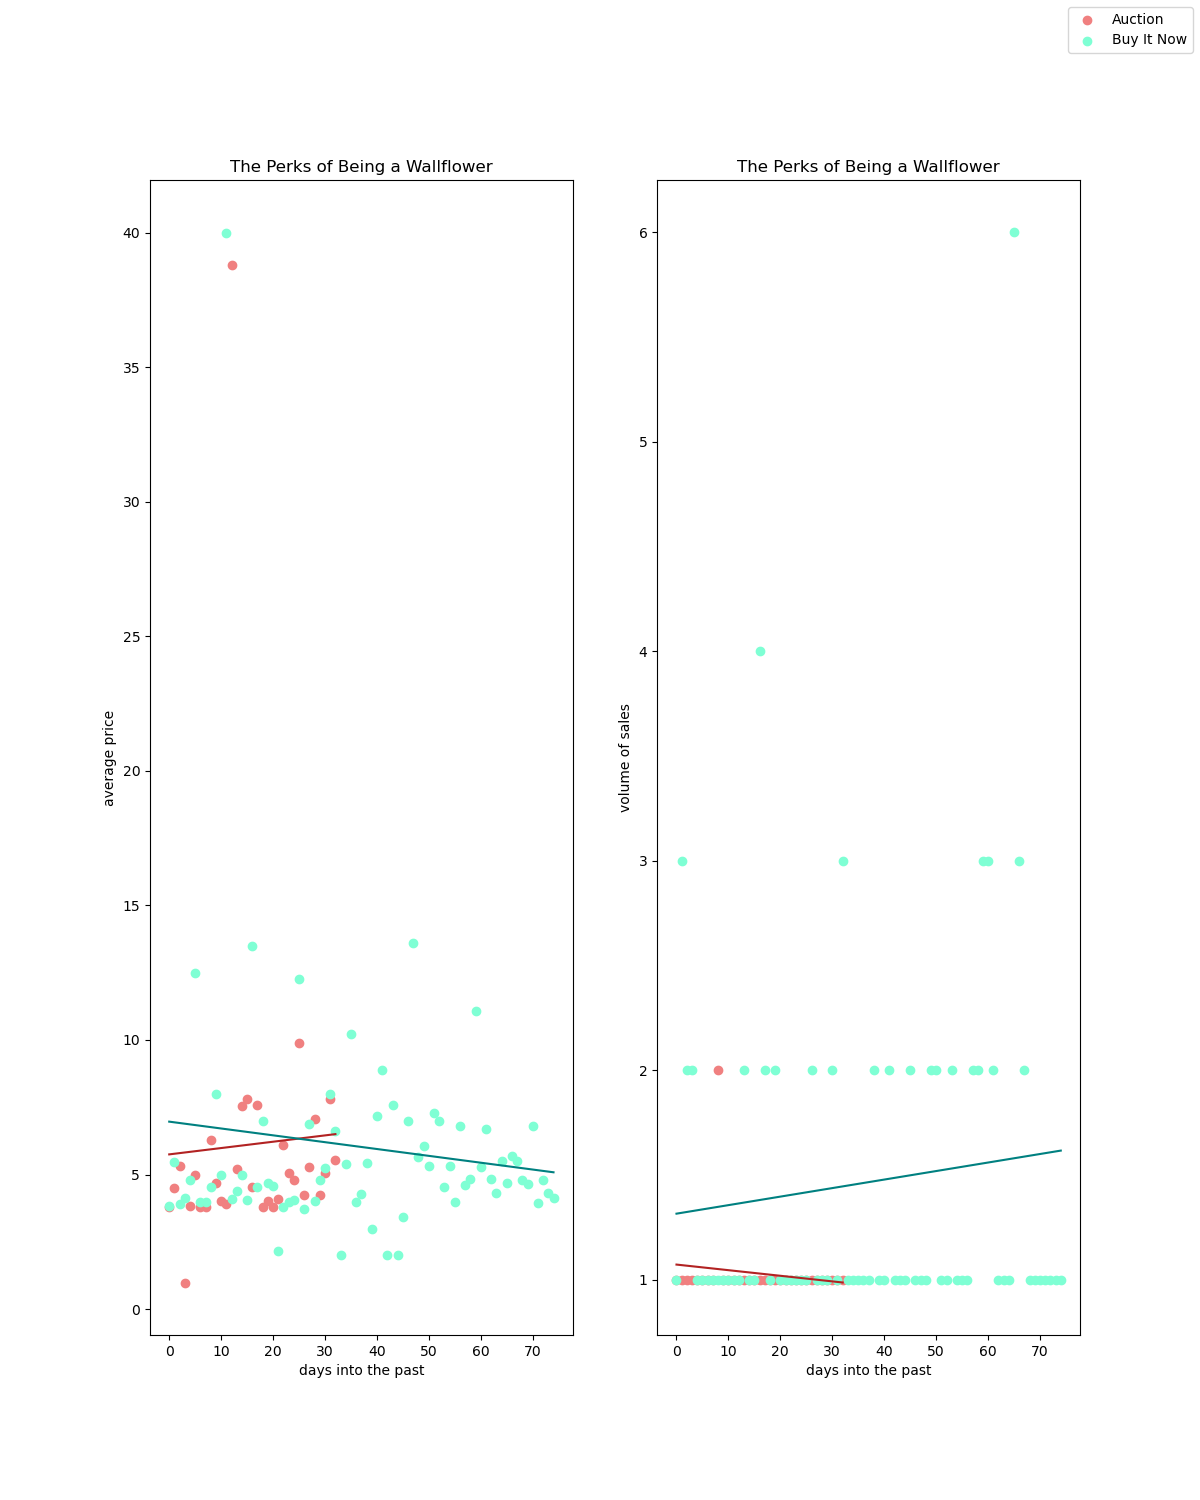 Auction
Buy It Now
The Perks of Being a Wallflower
40
35
30
25
20
15
10
5
0
average price
0 10 20 30 40 50 60 70
days into the past
The Perks of Being a Wallflower
6
5
4
3
2
1
volume of sales
0 10 20 30 40 50 60 70
days into the past